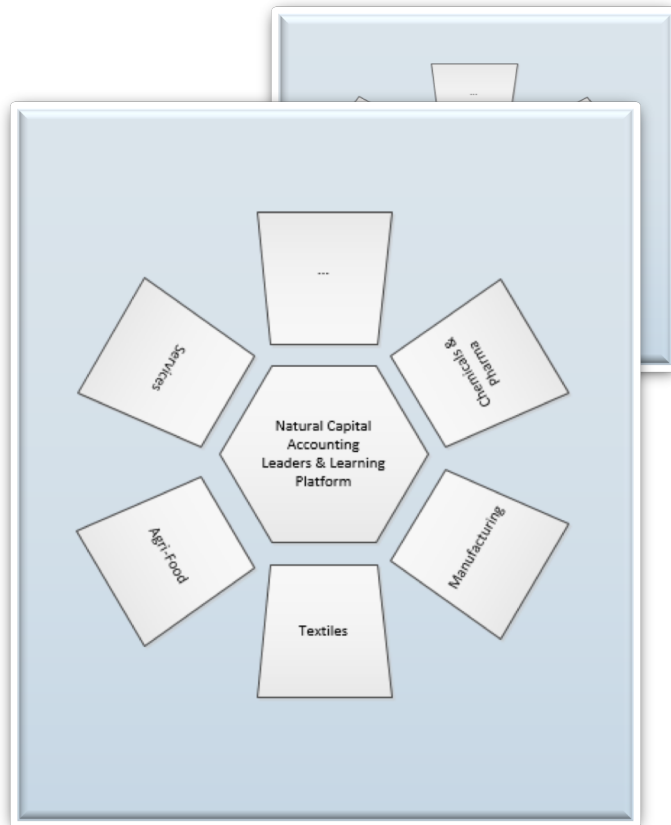 ...
---
Services
Chemicals &
Pharma
Natural Capital
Accounting
Leaders & Learning
Platform
Agri-Food
Manufacturing
Textiles